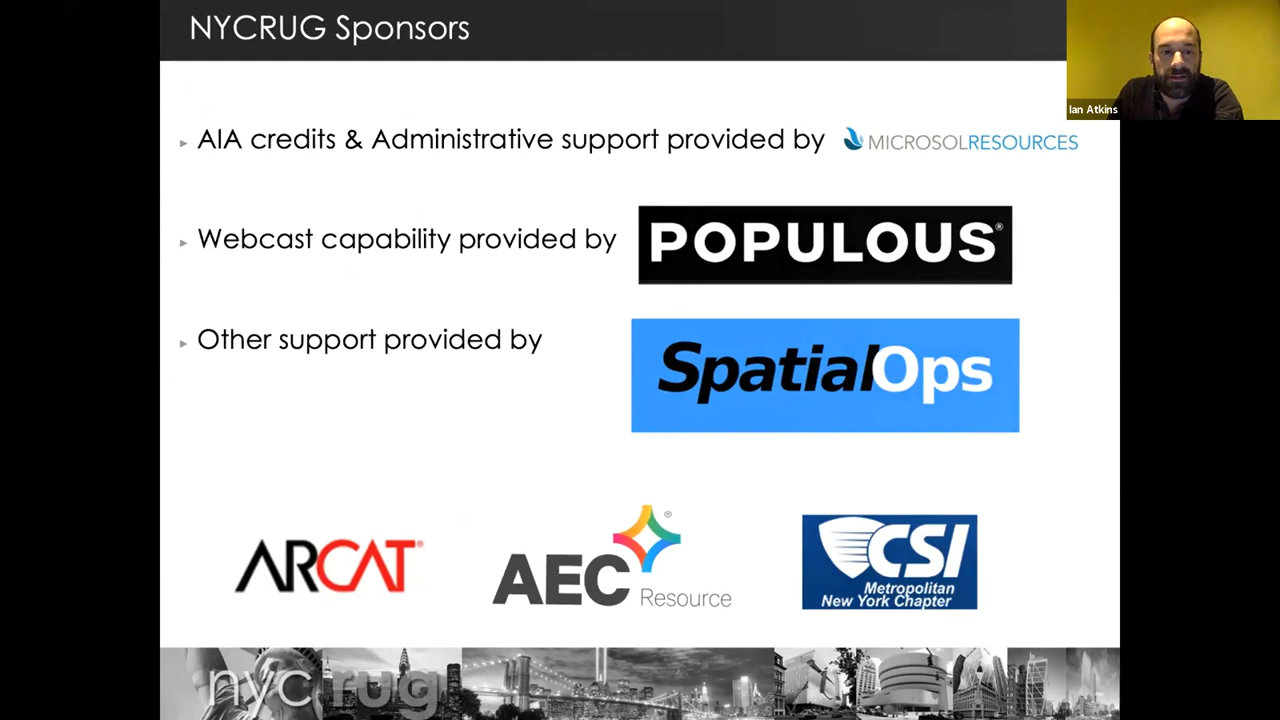 NYCRUG Sponsors
Ian Atkins
AIA credits & Administrative support provided by MICROSOLRESOURCES
Webcast capability provided by POPULOUS®
Other support provided by SpatialOps
ARCAT®
AEC Resource ®
CSI
Metropolitan
New York Chapter
nycrug